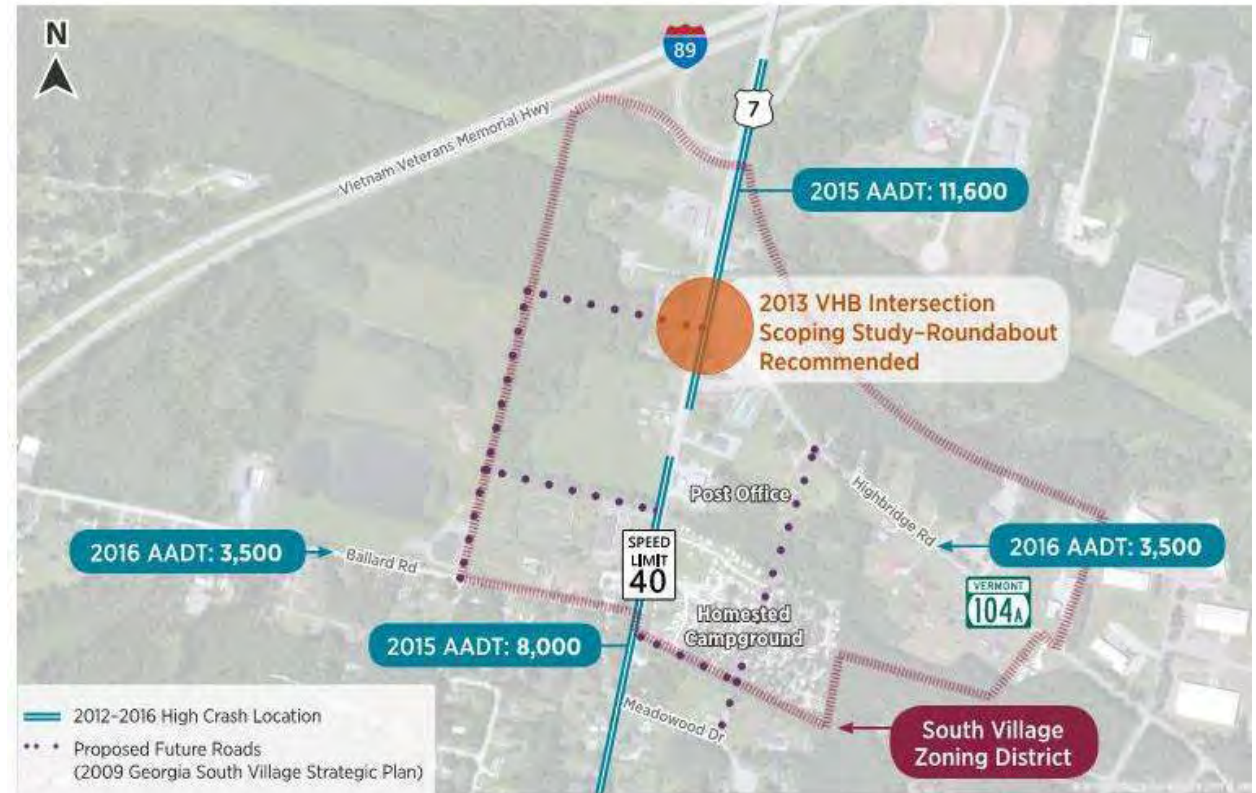 N
89
7
Vietnam Veterans Memorial Hwy
2015 AADT: 11,600
2013 VHB Intersection
Scoping Study–Roundabout
Recommended
Post Office
Highbridge Rd
SPEED
LIMIT
40
2016 AADT: 3,500
Ballard Rd
2016 AADT: 3,500
VERMONT
104A
Homested
Campground
2015 AADT: 8,000
Meadowood Dr
South Village
Zoning District
2012–2016 High Crash Location
Proposed Future Roads
(2009 Georgia South Village Strategic Plan)